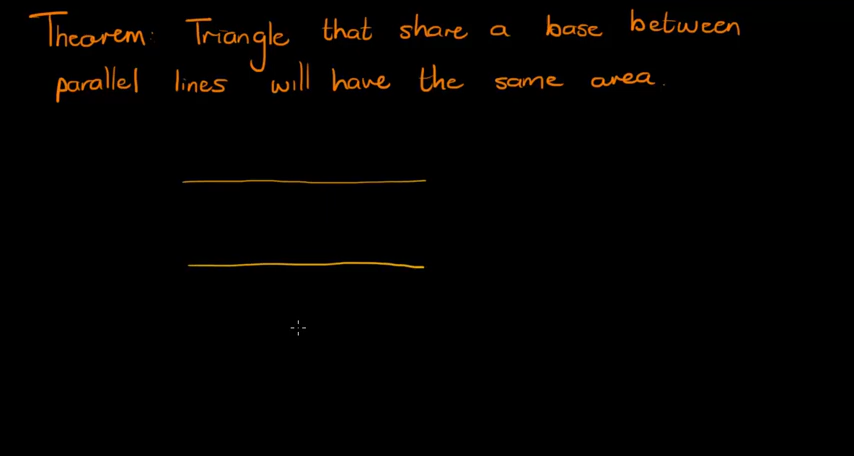 Theorem: Triangle that share a base between
parallel lines will have the same area.